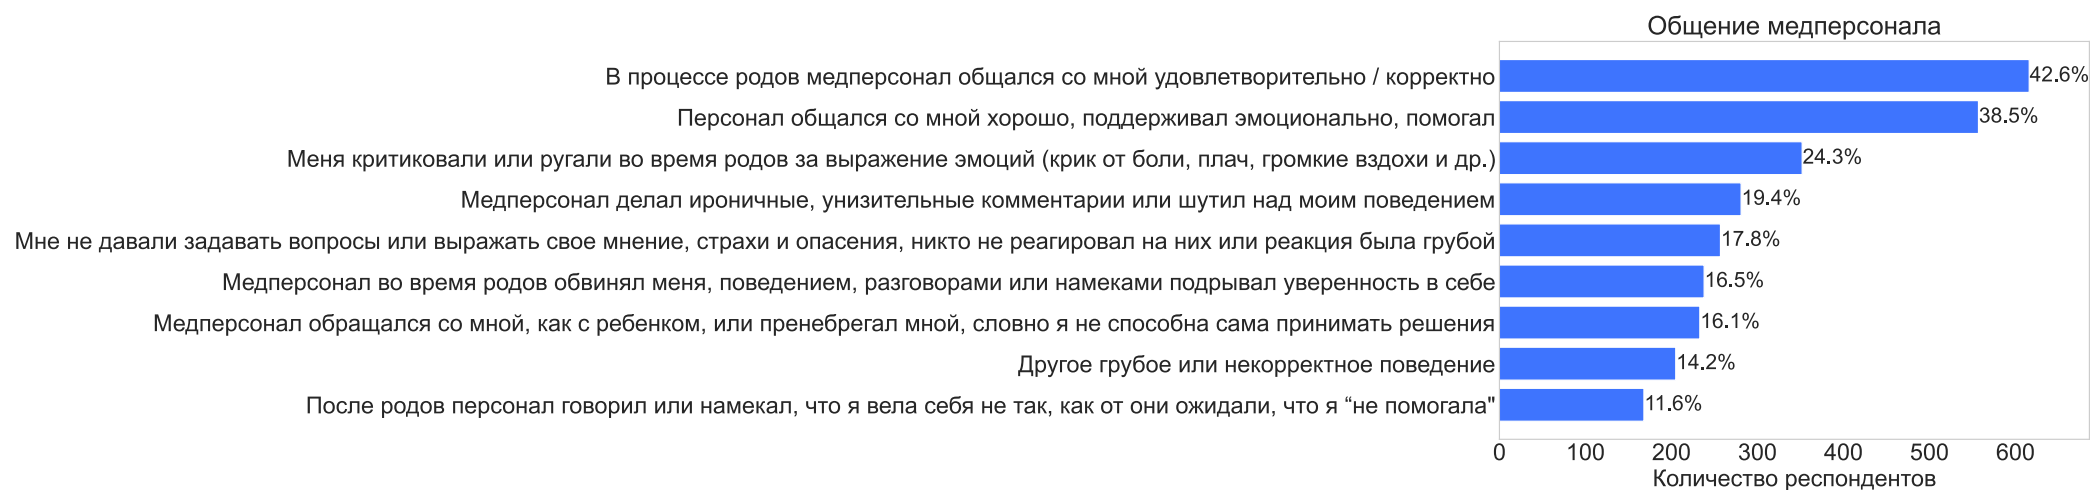 Общение медперсонала
В процессе родов медперсонал общался со мной удовлетворительно / корректно 42.6%
Персонал общался со мной хорошо, поддерживал эмоционально, помогал 38.5%
Меня критиковали или ругали во время родов за выражение эмоций (крик от боли, плач, громкие вздохи и др.) 24.3%
Медперсонал делал ироничные, унизительные комментарии или шутил над моим поведением 19.4%
Мне не давали задавать вопросы или выражать свое мнение, страхи и опасения, никто не реагировал на них или реакция была грубой 17.8%
Медперсонал во время родов обвинял меня, поведением, разговорами или намеками подрывал уверенность в себе 16.5%
Медперсонал обращался со мной, как с ребенком, или пренебрегал мной, словно я не способна сама принимать решения 16.1%
Другое грубое или некорректное поведение 14.2%
После родов персонал говорил или намекал, что я вела себя не так, как от они ожидали, что я “не помогала" 11.6%
0 100 200 300 400 500 600
Количество респондентов